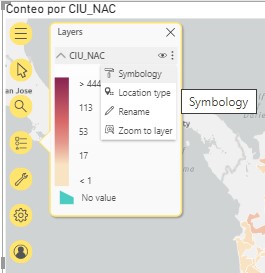 Conteo por CIU_NAC
Layers
CIU_NAC
Symbology
Location type
Rename
Zoom to layer
Symbology
> 444
113
53
17
< 1
No value
an Jose